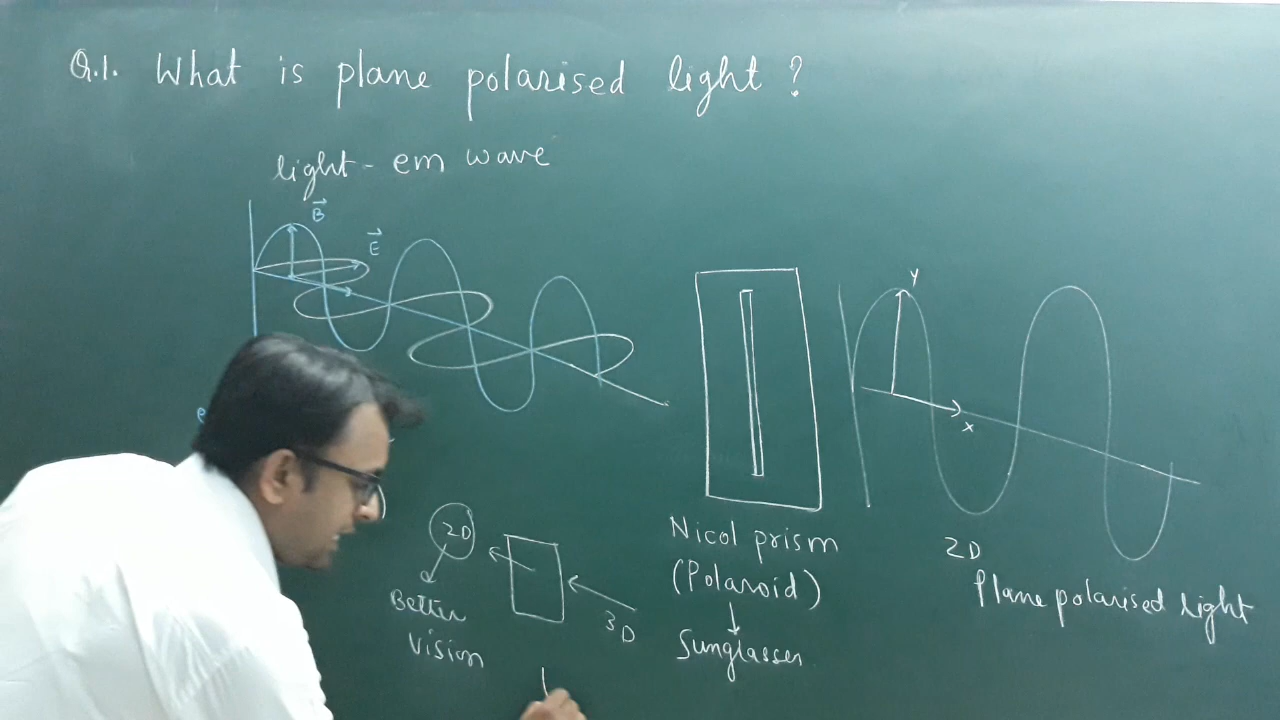 Q.1. What is plane polarised light ?
light - em wave
B
E
Y
x
Nicol prism
(Polaroid)
Sunglasses
2D
Plane polarised light
2D
Better
vision
3D